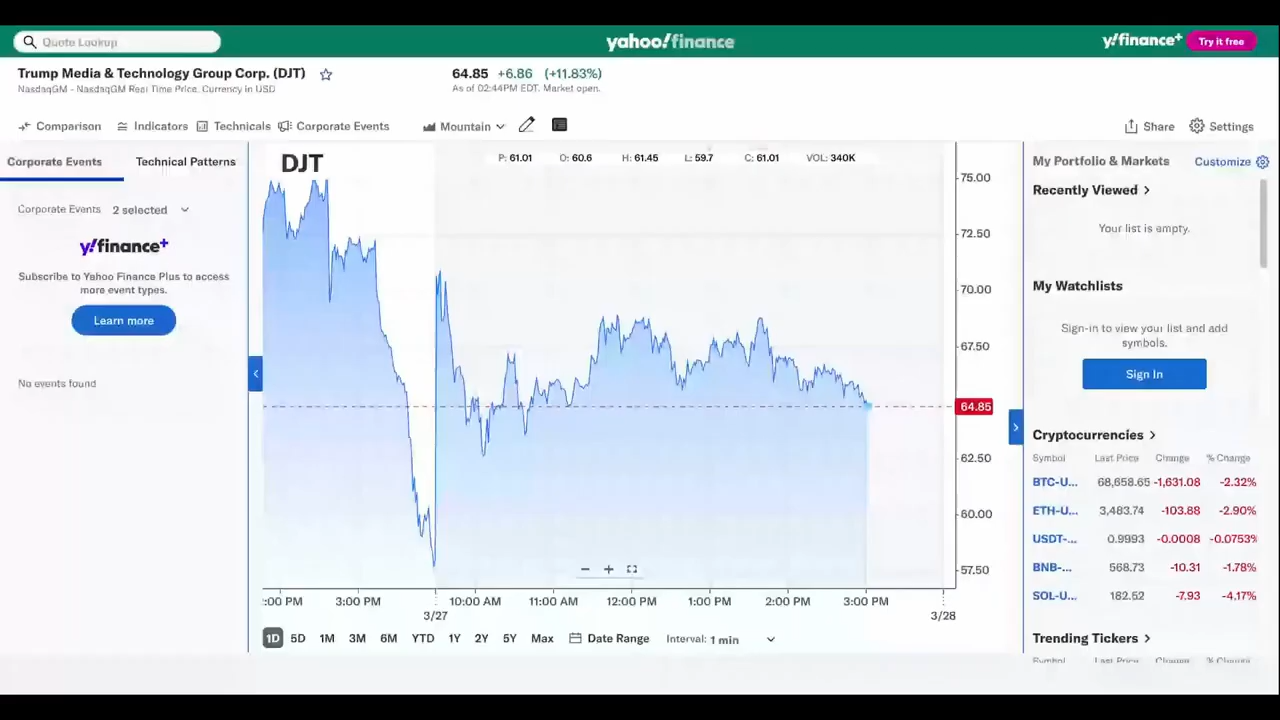 Quote Lookup
yahoo!finance
y!finance+ Try it free
Trump Media & Technology Group Corp. (DJT)
64.85 +6.86 (+11.83%)
NasdaqGM - NasdaqGM Real Time Price. Currency in USD
As of 02:44PM EDT. Market open.
Comparison Indicators Technicals Corporate Events Mountain Share Settings
Corporate Events Technical Patterns
Corporate Events 2 selected
y!finance+
Subscribe to Yahoo Finance Plus to access
more event types.
Learn more
No events found
DJT
P: 61.01 O: 60.6 H: 61.45 L: 59.7 C: 61.01 VOL: 340K
75.00
72.50
70.00
67.50
64.85
62.50
60.00
57.50
:00 PM 3:00 PM 10:00 AM 11:00 AM 12:00 PM 1:00 PM 2:00 PM 3:00 PM
3/27 3/28
1D 5D 1M 3M 6M YTD 1Y 2Y 5Y Max Date Range Interval: 1 min
My Portfolio & Markets Customize
Recently Viewed
Your list is empty.
My Watchlists
Sign-in to view your list and add
symbols.
Sign In
Cryptocurrencies
Symbol Last Price Change % Change
BTC-U... 68,658.65 -1,631.08 -2.32%
ETH-U... 3,483.74 -103.88 -2.90%
USDT-... 0.9993 -0.0008 -0.0753%
BNB-... 568.73 -10.31 -1.78%
SOL-U... 182.52 -7.93 -4.17%
Trending Tickers
Symbol Last Price Change % Change